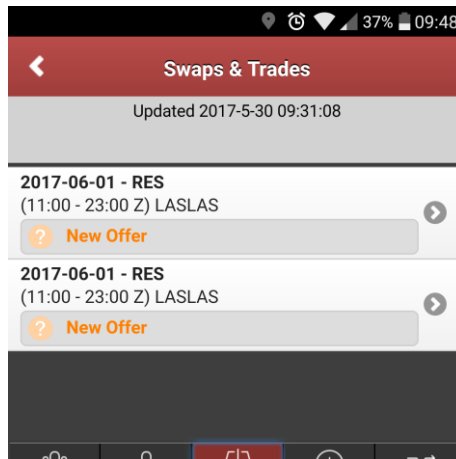 37% 09:48
Swaps & Trades
Updated 2017-5-30 09:31:08
2017-06-01 - RES
(11:00 - 23:00 Z) LASLAS
? New Offer
2017-06-01 - RES
(11:00 - 23:00 Z) LASLAS
? New Offer